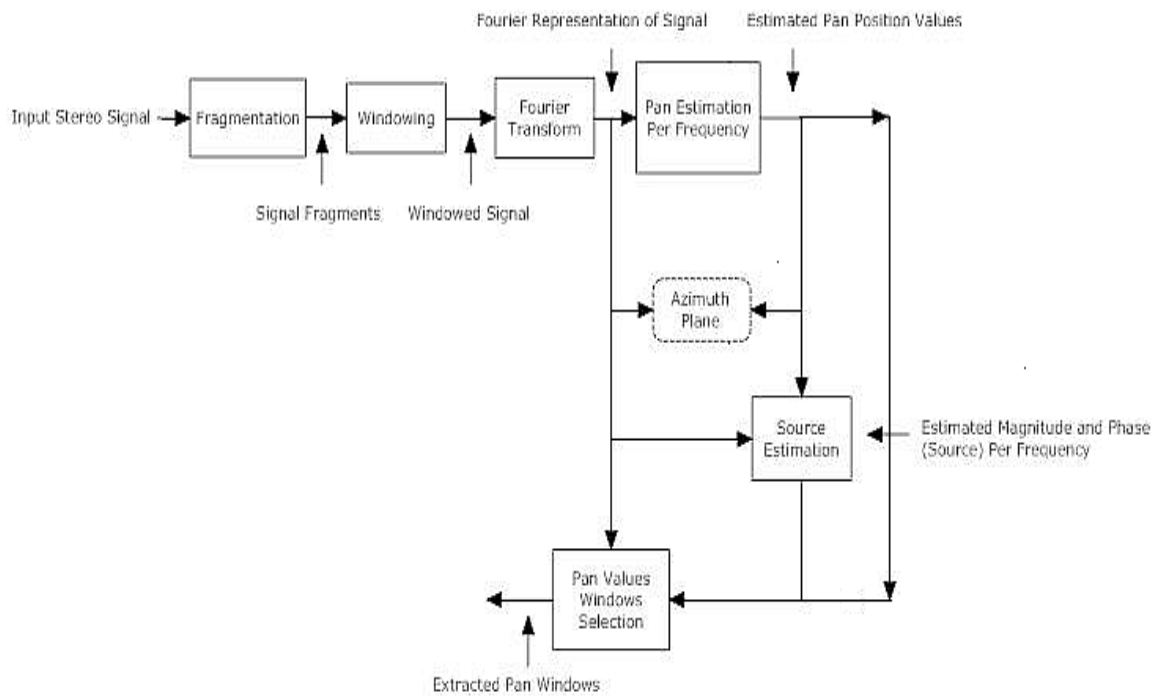 Fourier Representation of Signal
Estimated Pan Position Values
Input Stereo Signal
Fragmentation
Windowing
Fourier
Transform
Pan Estimation
Per Frequency
Signal Fragments
Windowed Signal
Azimuth
Plane
Source
Estimation
Estimated Magnitude and Phase
(Source) Per Frequency
Pan Values
Windows
Selection
Extracted Pan Windows